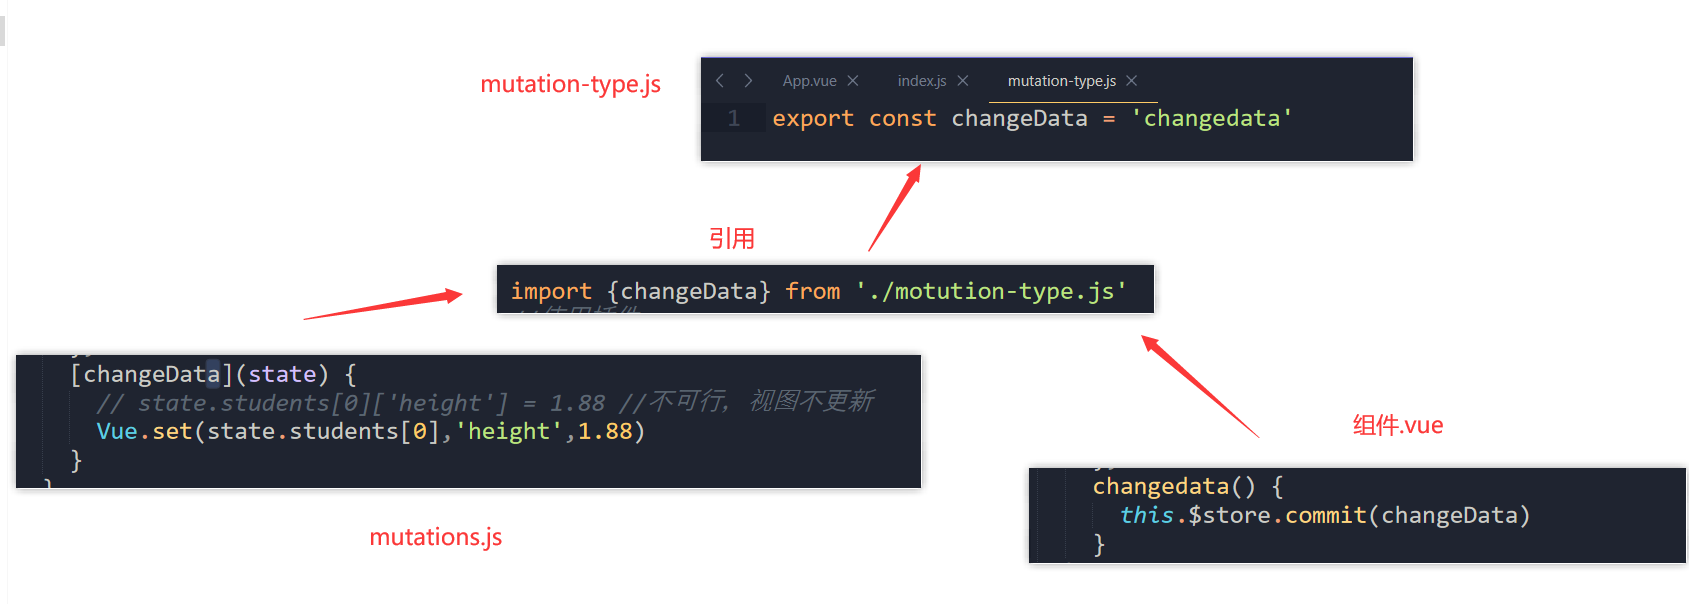 mutation-type.js
App.vue index.js mutation-type.js
1 export const changeData = 'changedata'
引用
import {changeData} from './motution-type.js'
[changeData](state) {
// state.students[0]['height'] = 1.88 //不可行，视图不更新
Vue.set(state.students[0],'height',1.88)
}
mutations.js
组件.vue
changedata() {
this.$store.commit(changeData)
}